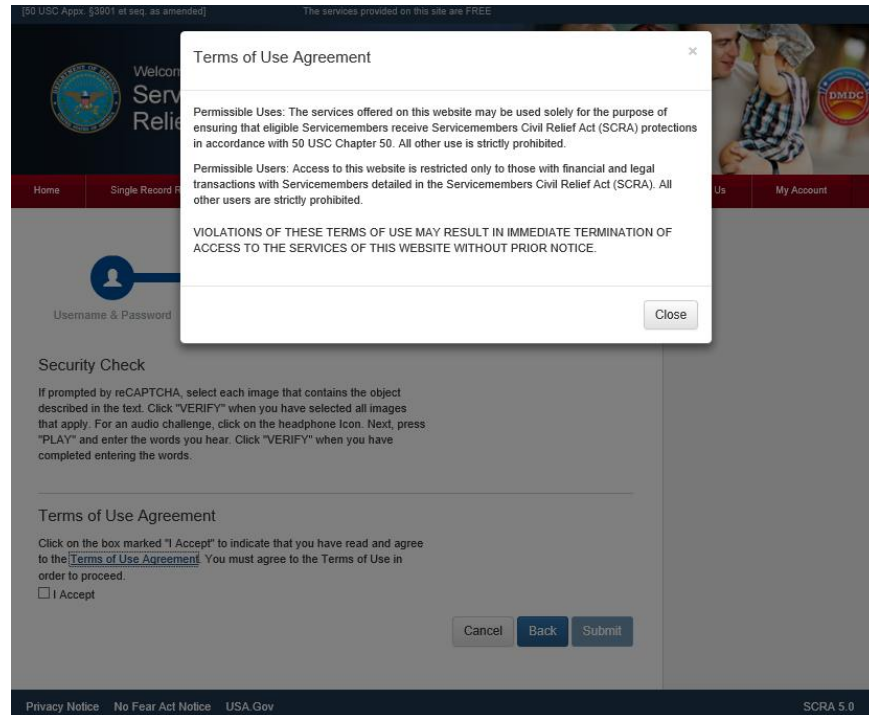 [50 USC Appx. §3901 et seq. as amended] The services provided on this site are FREE
Welcom
Serv
Relie
DMDC
Home Single Record R Us My Account
Terms of Use Agreement ×
Permissible Uses: The services offered on this website may be used solely for the purpose of
ensuring that eligible Servicemembers receive Servicemembers Civil Relief Act (SCRA) protections
in accordance with 50 USC Chapter 50. All other use is strictly prohibited.
Permissible Users: Access to this website is restricted only to those with financial and legal
transactions with Servicemembers detailed in the Servicemembers Civil Relief Act (SCRA). All
other users are strictly prohibited.
VIOLATIONS OF THESE TERMS OF USE MAY RESULT IN IMMEDIATE TERMINATION OF
ACCESS TO THE SERVICES OF THIS WEBSITE WITHOUT PRIOR NOTICE.
Close
Username & Password
Security Check
If prompted by reCAPTCHA, select each image that contains the object
described in the text. Click "VERIFY" when you have selected all images
that apply. For an audio challenge, click on the headphone Icon. Next, press
"PLAY" and enter the words you hear. Click "VERIFY" when you have
completed entering the words.
Terms of Use Agreement
Click on the box marked "I Accept" to indicate that you have read and agree
to the Terms of Use Agreement. You must agree to the Terms of Use in
order to proceed.
I Accept
Cancel Back Submit
Privacy Notice No Fear Act Notice USA.Gov SCRA 5.0